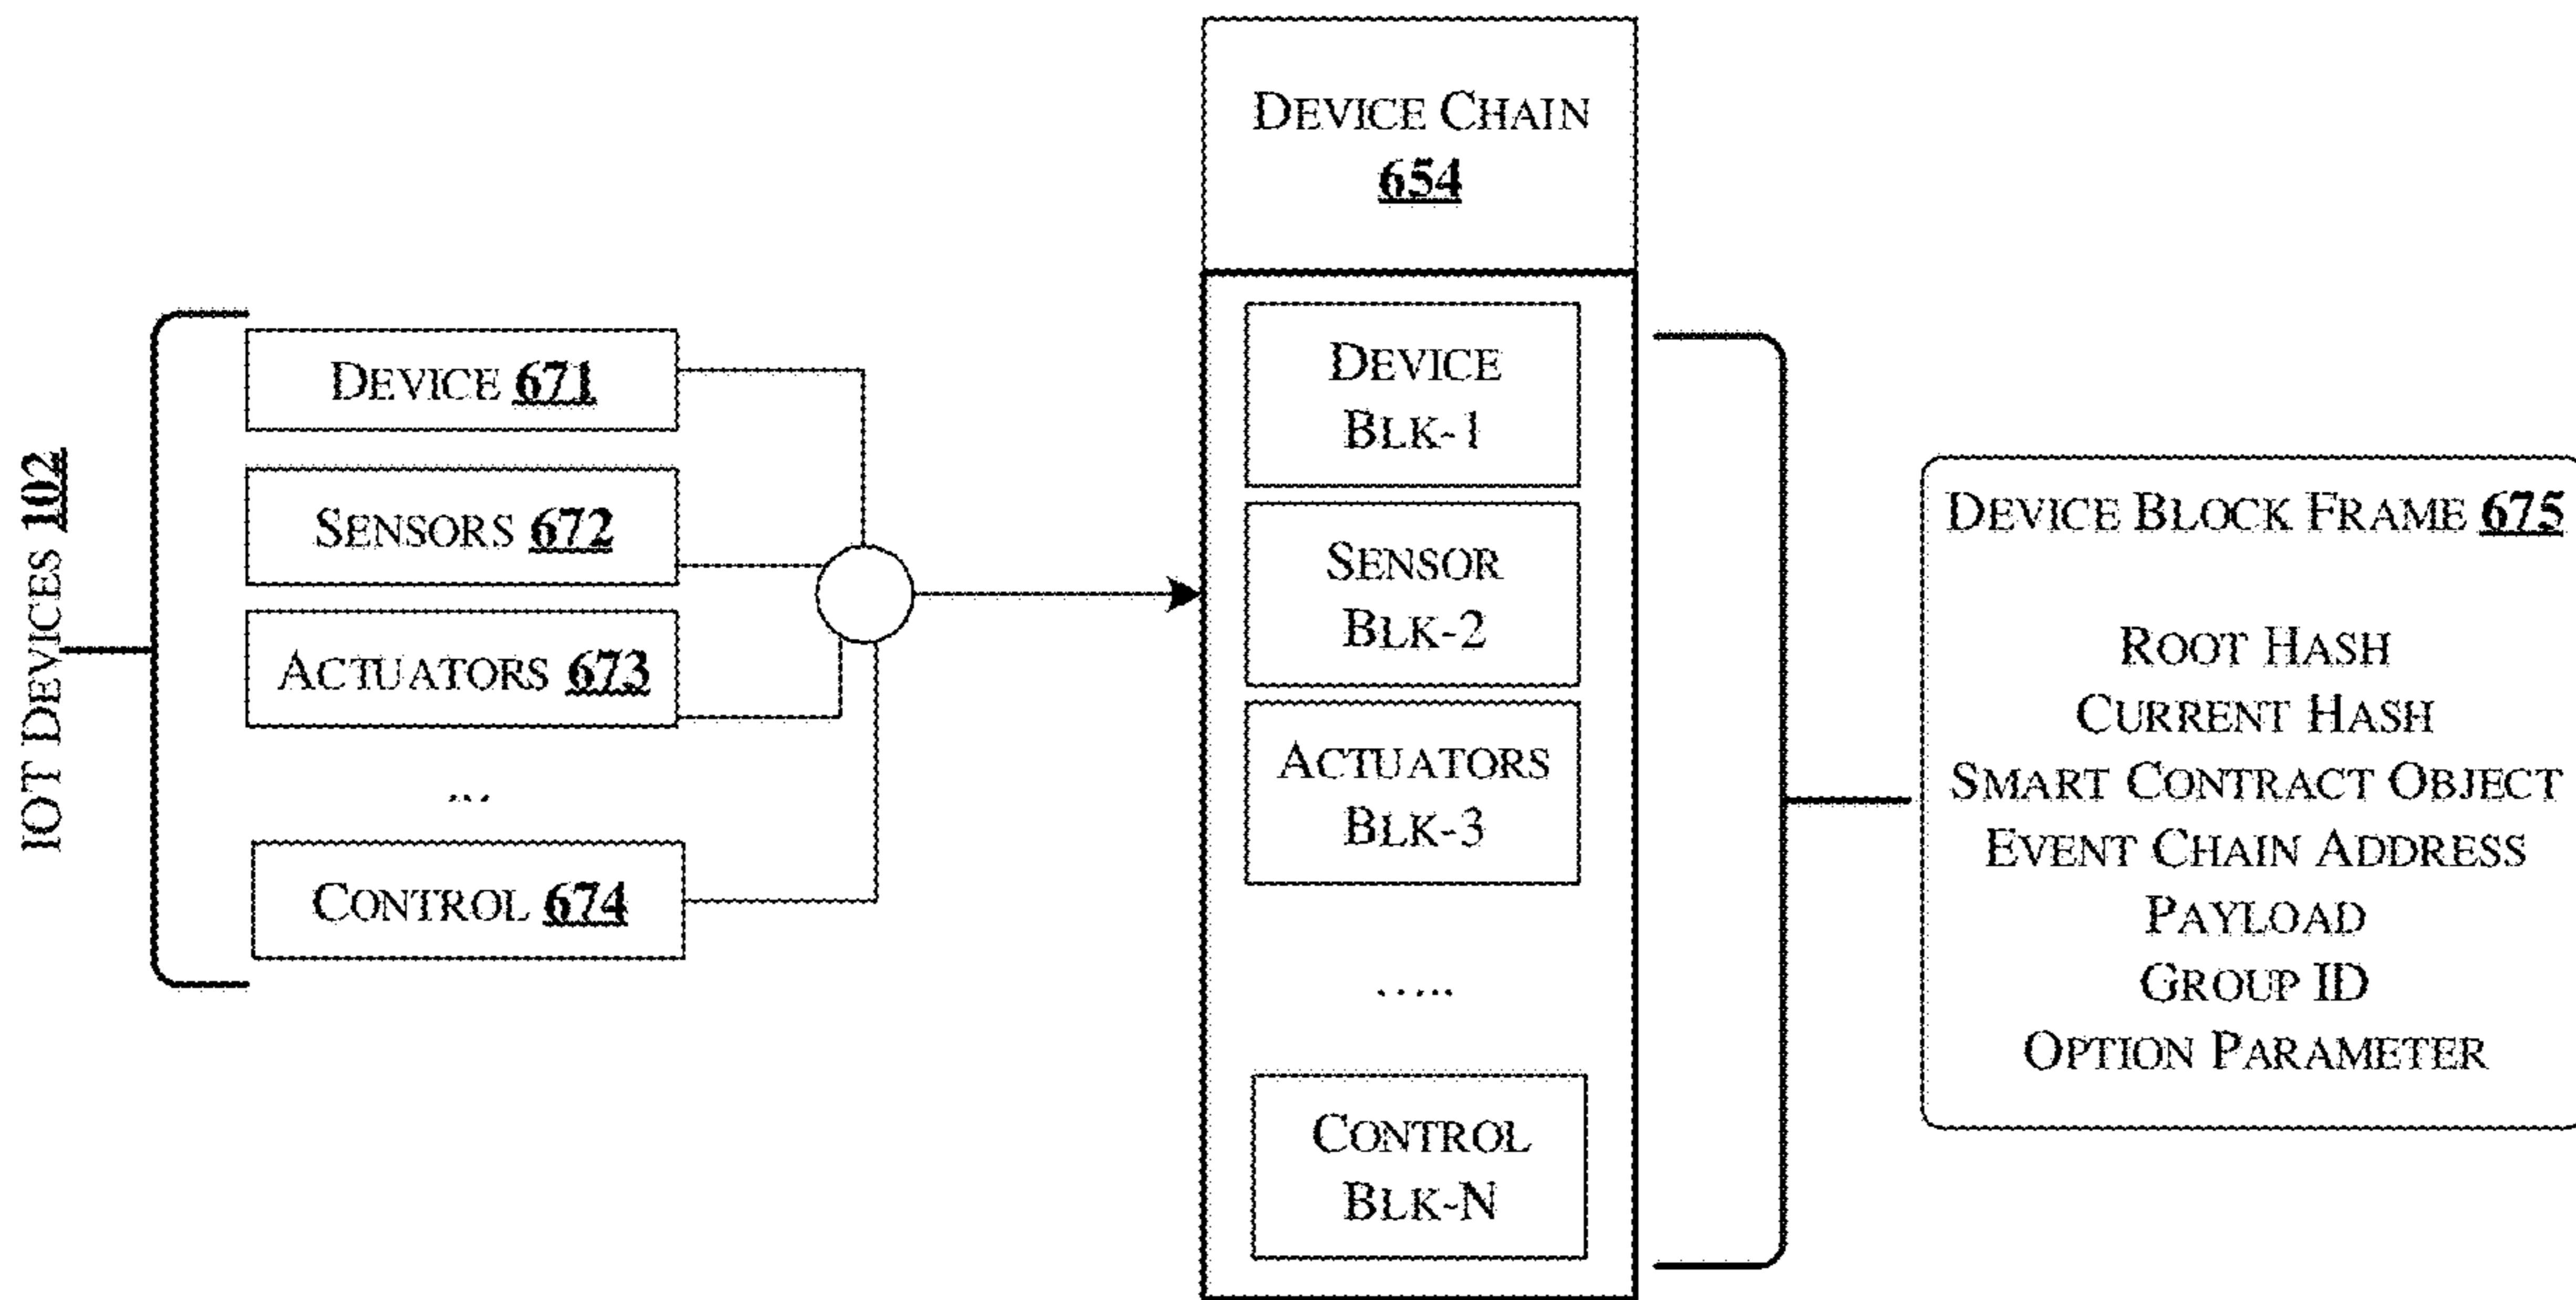 IOT DEVICES 102
DEVICE 671
SENSORS 672
ACTUATORS 673
...
CONTROL 674
DEVICE CHAIN
654
DEVICE
BLK-1
SENSOR
BLK-2
ACTUATORS
BLK-3
.....
CONTROL
BLK-N
DEVICE BLOCK FRAME 675
ROOT HASH
CURRENT HASH
SMART CONTRACT OBJECT
EVENT CHAIN ADDRESS
PAYLOAD
GROUP ID
OPTION PARAMETER